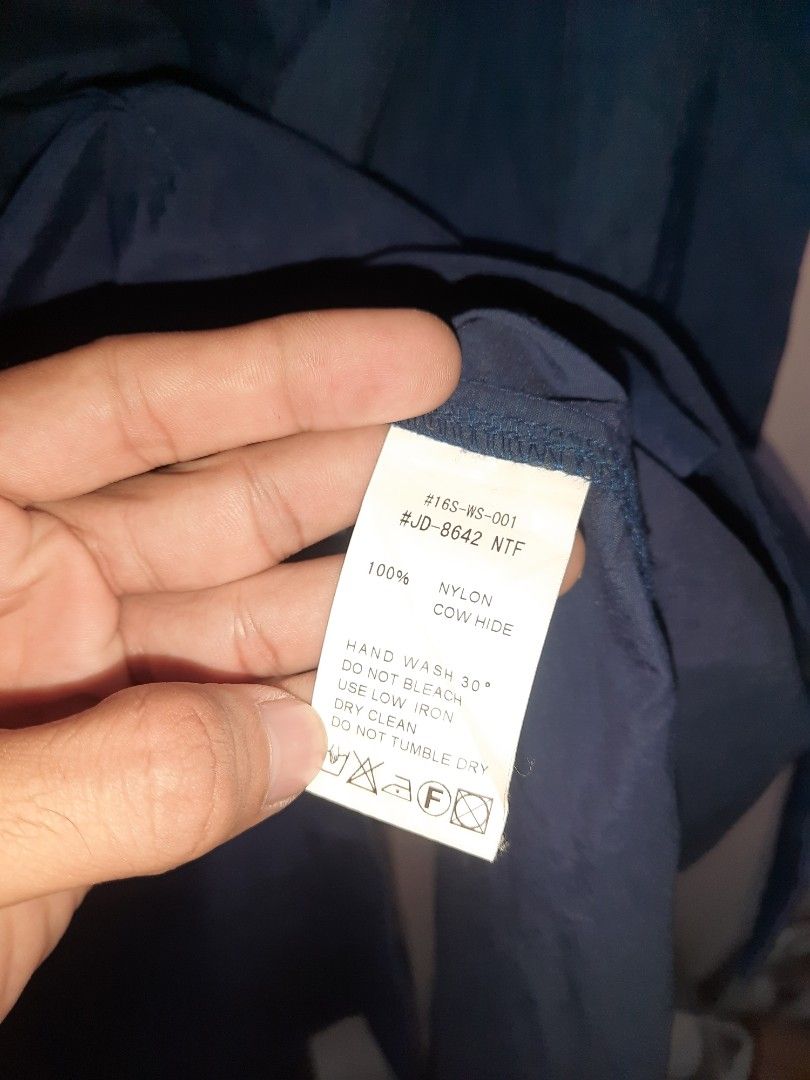 #16S-WS-001
#JD-8642 NTF
100% NYLON
COW HIDE
HAND WASH 30°
DO NOT BLEACH
USE LOW IRON
DRY CLEAN
DO NOT TUMBLE DRY
F